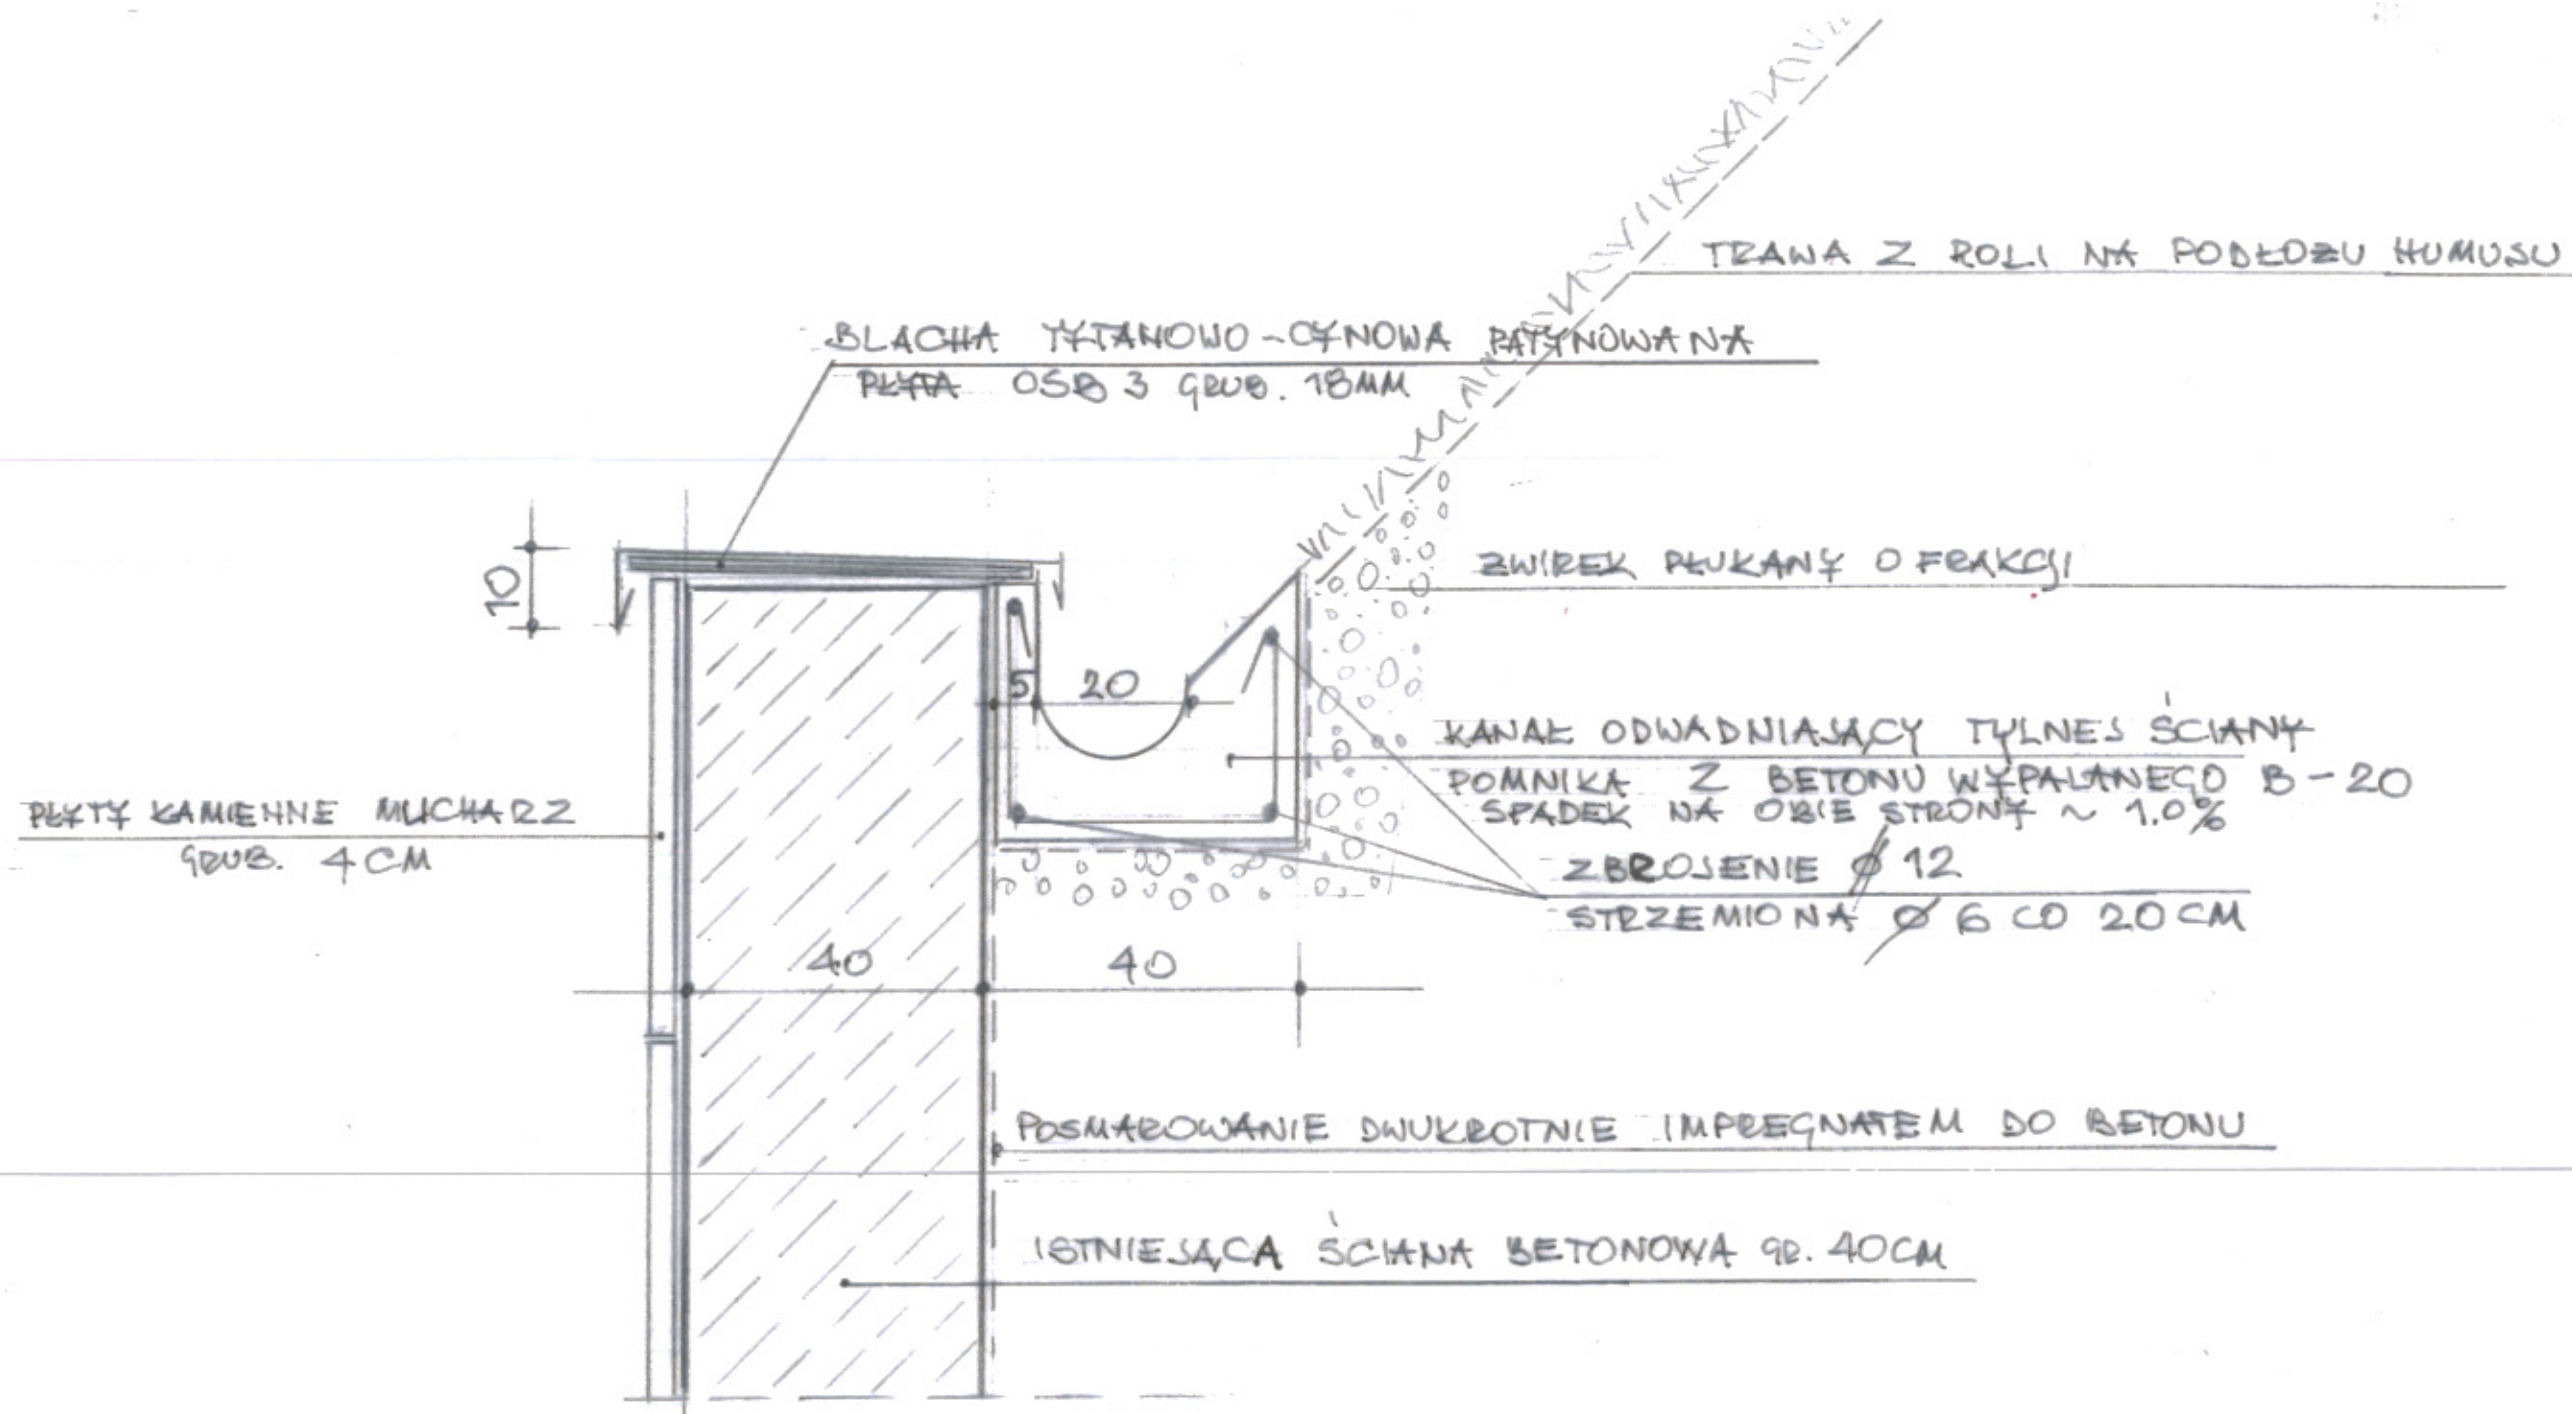 TRAWA Z ROLI NA PODŁOŻU HUMUSU
BLACHA TYTANOWO-CYNOWA PATYNOWANA
PŁYTA OSB 3 GRUB. 18MM
10
ŻWIREK PŁUKANY O FRAKCJI
5 20
KANAŁ ODWADNIAJĄCY TYLNEJ ŚCIANY
POMNIKA Z BETONU WYPALANEGO B-20
SPADEK NA OBIE STRONY ~ 1.0%
PŁYTY KAMIENNE MUCHARZ
GRUB. 4CM
ZBROJENIE ∅ 12
STRZEMIONA ∅ 6 CO 20CM
40 40
POSMAROWANIE DWUKROTNIE IMPREGNATEM DO BETONU
ISTNIEJĄCA ŚCIANA BETONOWA GR. 40CM